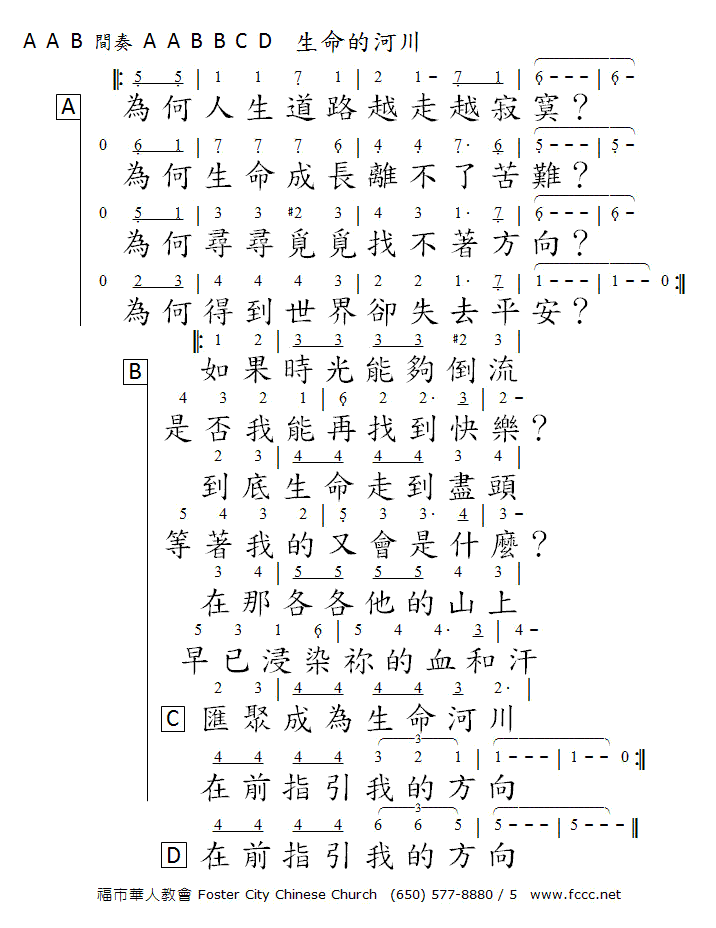 A A B 間奏 A A B B C D 生命的河川
5 5 | 1 1 7 1 | 2 1 - 7 1 | 6 - - - | 6 -
A 為何人生道路越走越寂寞？
0 6 1 | 7 7 7 6 | 4 4 7· 6 | 5 - - - | 5 -
為何生命成長離不了苦難？
0 5 1 | 3 3 #2 3 | 4 3 1· 7 | 6 - - - | 6 -
為何尋尋覓覓找不著方向？
0 2 3 | 4 4 4 3 | 2 2 1· 7 | 1 - - - | 1 - - 0 :||
為何得到世界卻失去平安？
||: 1 2 | 3 3 3 3 #2 3 |
B 如果時光能夠倒流
4 3 2 1 | 6 2 2· 3 | 2 -
是否我能再找到快樂？
2 3 | 4 4 4 4 3 4 |
到底生命走到盡頭
5 4 3 2 | 5 3 3· 4 | 3 -
等著我的又會是什麼？
3 4 | 5 5 5 5 4 3 |
在那各各他的山上
5 3 1 6 | 5 4 4· 3 | 4 -
早已浸染祢的血和汗
2 3 | 4 4 4 4 3 2· |
C 匯聚成為生命河川
4 4 4 4 3 2 1 | 1 - - - | 1 - - 0 :||
在前指引我的方向
4 4 4 4 6 6 5 | 5 - - - | 5 - - - ||
D 在前指引我的方向
福市華人教會 Foster City Chinese Church (650) 577-8880 / 5 www.fccc.net